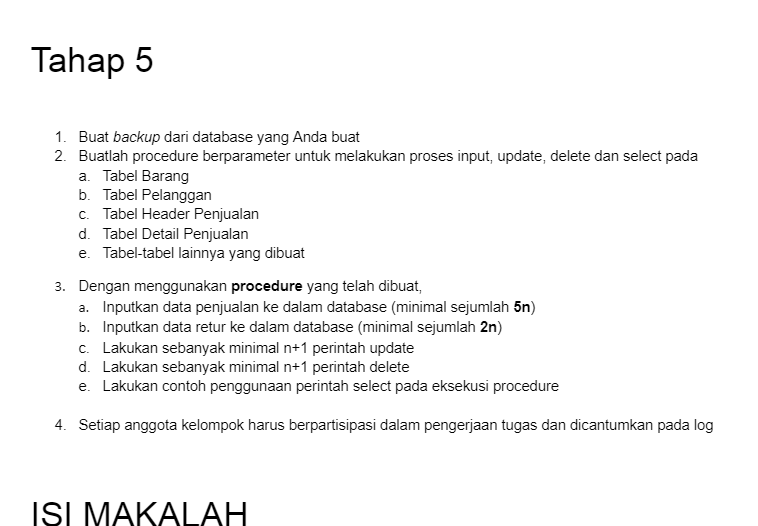 Tahap 5
1. Buat backup dari database yang Anda buat
2. Buatlah procedure berparameter untuk melakukan proses input, update, delete dan select pada
a. Tabel Barang
b. Tabel Pelanggan
c. Tabel Header Penjualan
d. Tabel Detail Penjualan
e. Tabel-tabel lainnya yang dibuat
3. Dengan menggunakan procedure yang telah dibuat,
a. Inputkan data penjualan ke dalam database (minimal sejumlah 5n)
b. Inputkan data retur ke dalam database (minimal sejumlah 2n)
c. Lakukan sebanyak minimal n+1 perintah update
d. Lakukan sebanyak minimal n+1 perintah delete
e. Lakukan contoh penggunaan perintah select pada eksekusi procedure
4. Setiap anggota kelompok harus berpartisipasi dalam pengerjaan tugas dan dicantumkan pada log
ISI MAKALAH